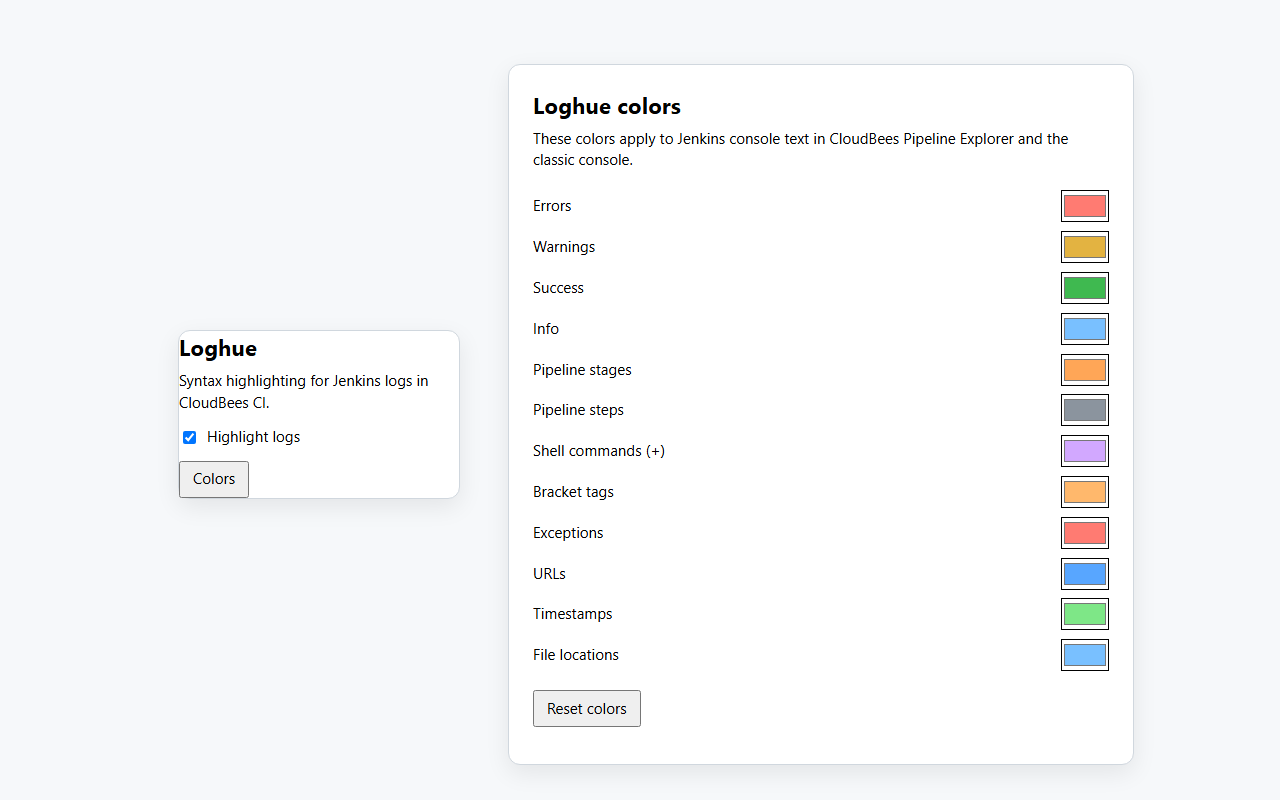 Loghue
Syntax highlighting for Jenkins logs in
CloudBees CI.
Highlight logs
Colors
Loghue colors
These colors apply to Jenkins console text in CloudBees Pipeline Explorer and the
classic console.
Errors
Warnings
Success
Info
Pipeline stages
Pipeline steps
Shell commands (+)
Bracket tags
Exceptions
URLs
Timestamps
File locations
Reset colors